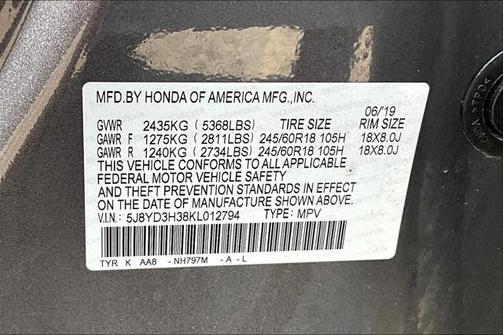 MFD.BY HONDA OF AMERICA MFG.,INC.
06/'19
GVWR 2435KG (5368LBS) TIRE SIZE RIM SIZE
GAWR F 1275KG (2811LBS) 245/60R18 105H 18X8.0J
GAWR R 1240KG (2734LBS) 245/60R18 105H 18X8.0J
THIS VEHICLE CONFORMS TO ALL APPLICABLE
FEDERAL MOTOR VEHICLE SAFETY
AND THEFT PREVENTION STANDARDS IN EFFECT
ON THE DATE OF MANUFACTURE SHOWN ABOVE.
V.I.N.: 5J8YD3H38KL012794 TYPE: MPV
TYR K AA8 - NH797M - A - L